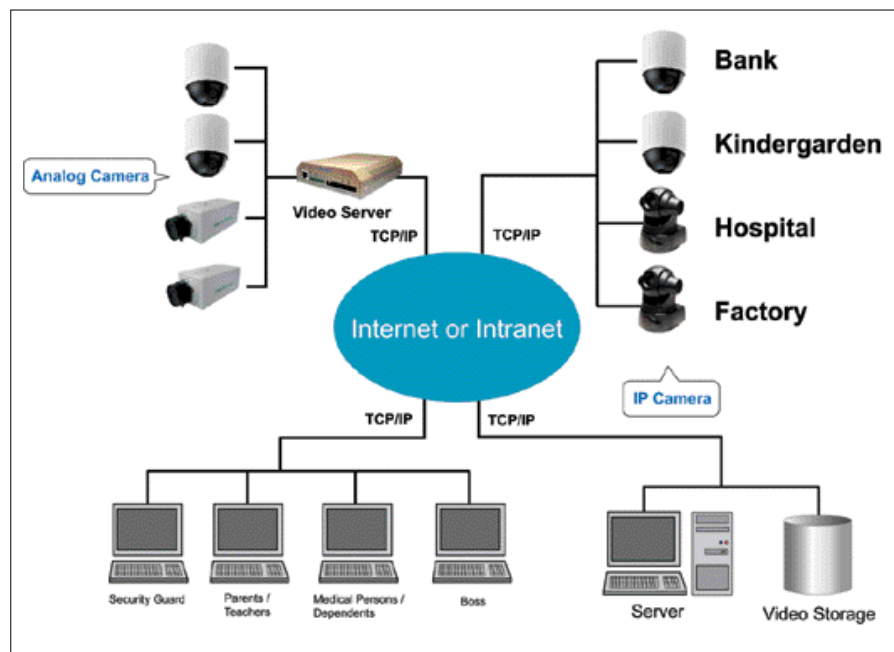 Bank
Kindergarden
Analog Camera
Video Server
TCP/IP
TCP/IP
Hospital
Factory
Internet or Intranet
IP Camera
TCP/IP
TCP/IP
Security Guard
Parents /
Teachers
Medical Persons /
Dependents
Boss
Server
Video Storage